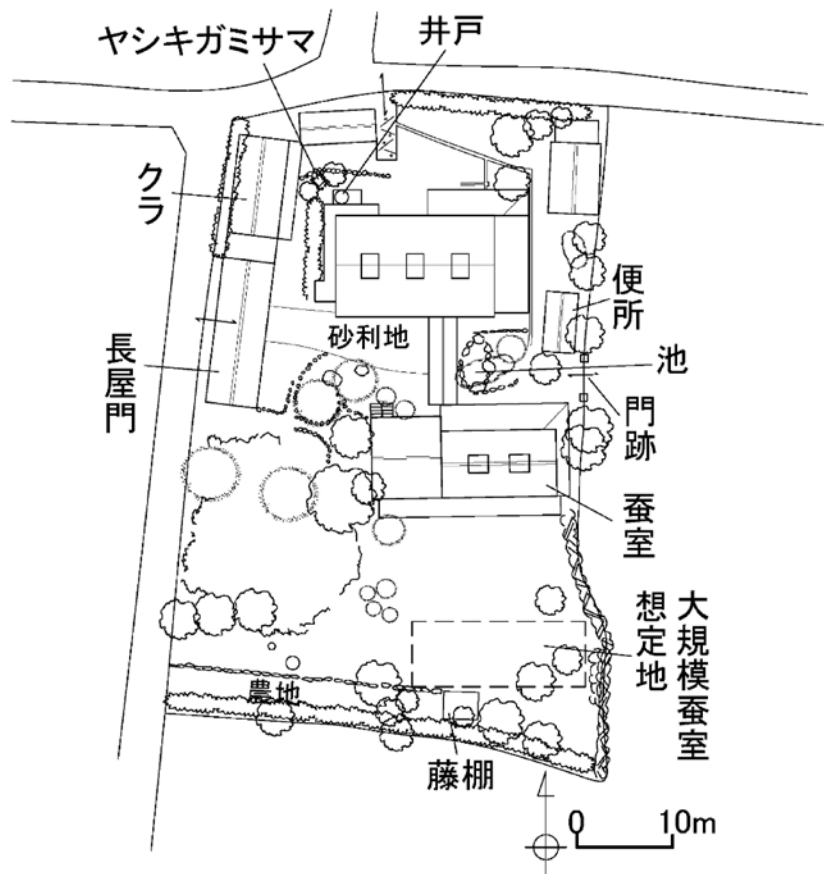 ヤシキガミサマ
井戸
クラ
便所
砂利地
長屋門
池
門跡
蚕室
大規模蚕室
想定地
農地
藤棚
0 10m